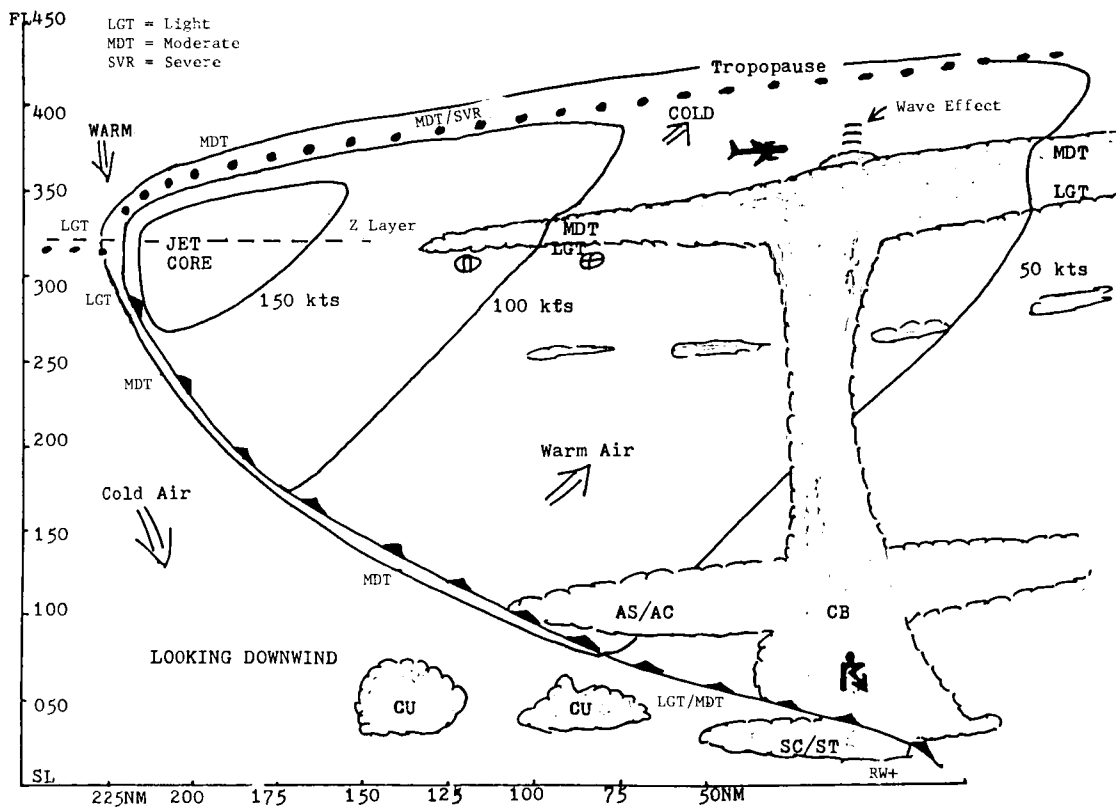 FL450
LGT = Light
MDT = Moderate
SVR = Severe
Tropopause
400
WARM
MDT
MDT/SVR
COLD
Wave Effect
MDT
350
LGT
LGT
Z Layer
MDT
LGT
JET
CORE
300
LGT
150 kts
100 kts
50 kts
250
MDT
200
Warm Air
Cold Air
150
MDT
100
AS/AC
CB
LOOKING DOWNWIND
050
CU
CU
LGT/MDT
SC/ST
SL
RW+
225NM
200
175
150
125
100
75
50NM